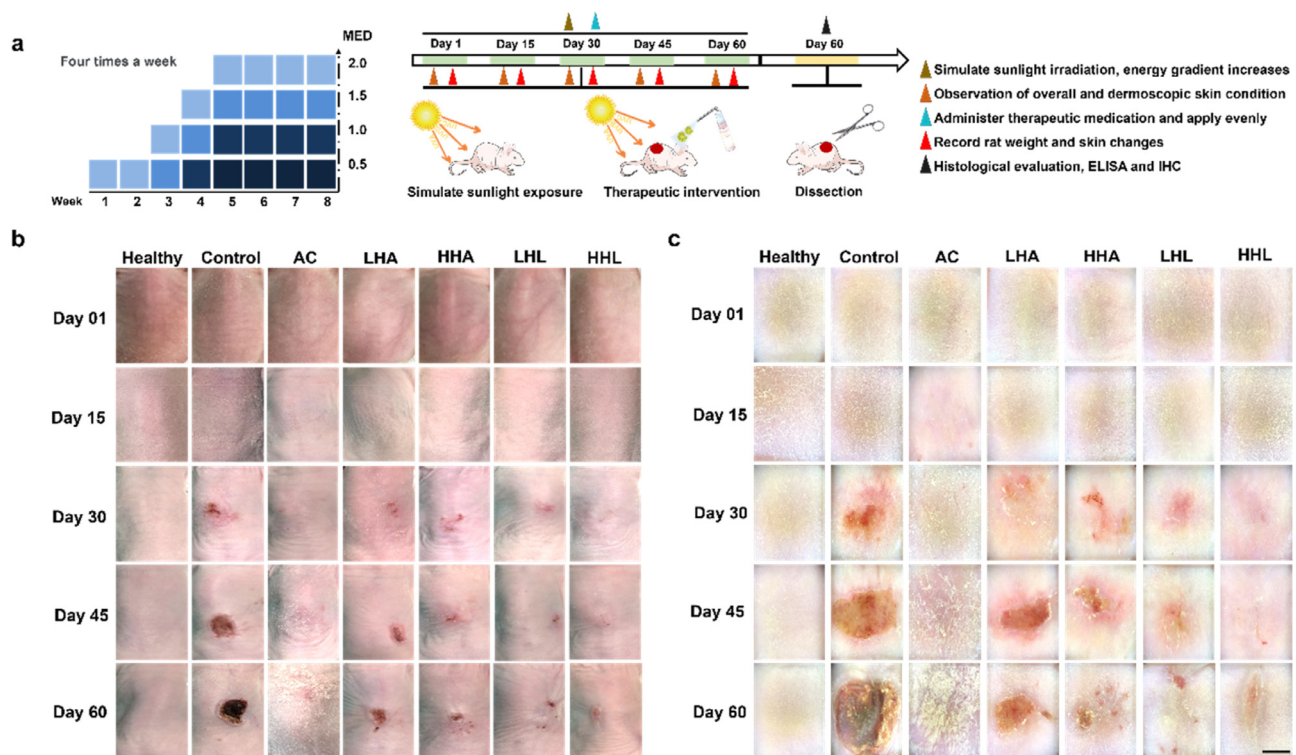 a
Four times a week
MED
2.0
1.5
1.0
0.5
Week 1 2 3 4 5 6 7 8
Day 1 Day 15 Day 30 Day 45 Day 60 Day 60
Simulate sunlight exposure
Therapeutic intervention
Dissection
Simulate sunlight irradiation, energy gradient increases
Observation of overall and dermoscopic skin condition
Administer therapeutic medication and apply evenly
Record rat weight and skin changes
Histological evaluation, ELISA and IHC
b
Healthy Control AC LHA HHA LHL HHL
Day 01
Day 15
Day 30
Day 45
Day 60
c
Healthy Control AC LHA HHA LHL HHL
Day 01
Day 15
Day 30
Day 45
Day 60